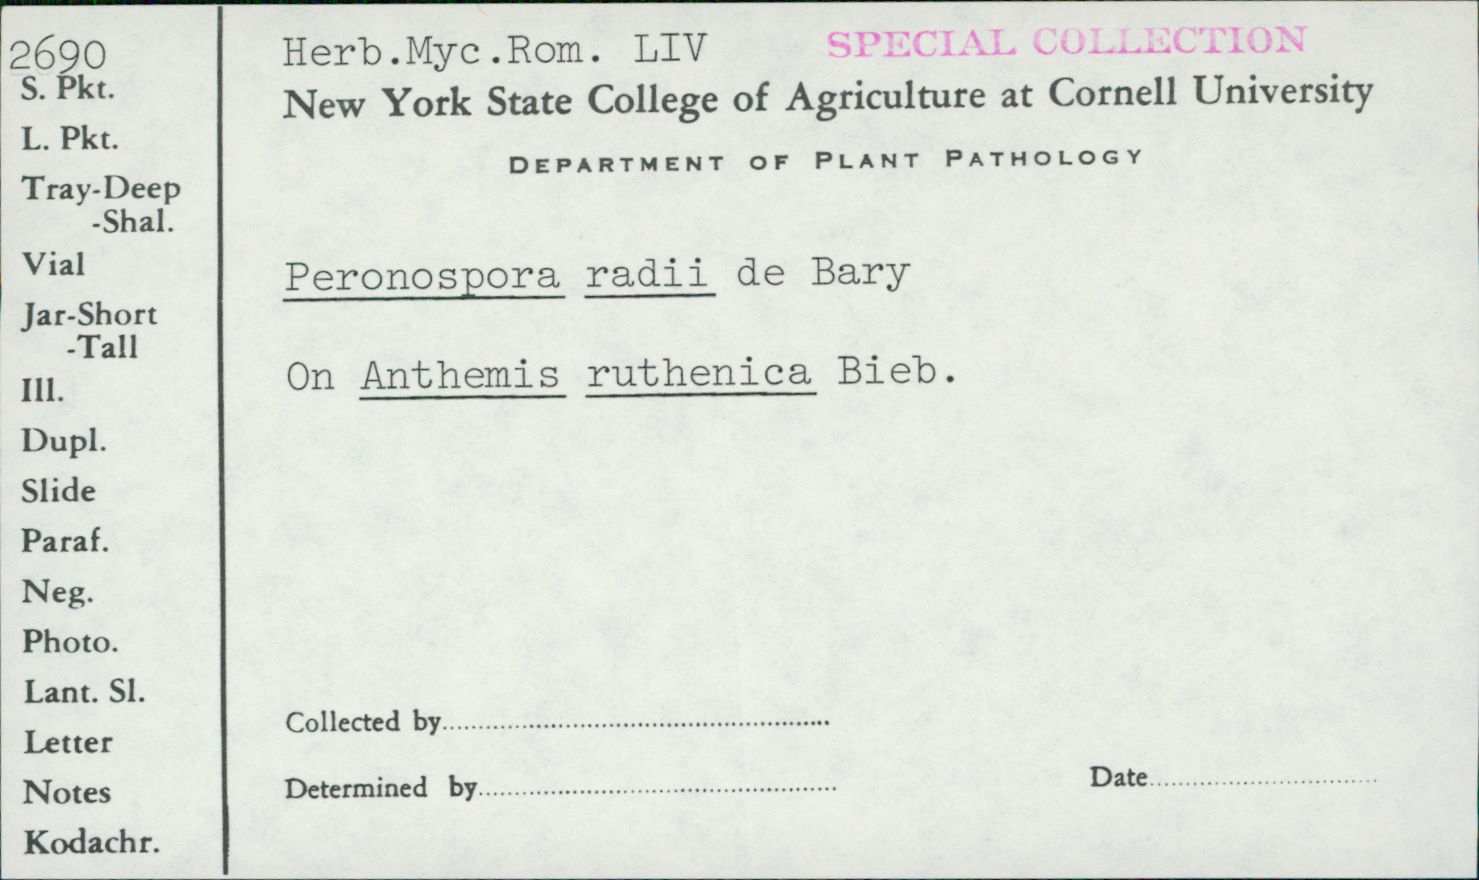 2690
S. Pkt.
L. Pkt.
Tray-Deep
-Shal.
Vial
Jar-Short
-Tall
Ill.
Dupl.
Slide
Paraf.
Neg.
Photo.
Lant. Sl.
Letter
Notes
Kodachr.
Herb.Myc.Rom. LIV
SPECIAL COLLECTION
New York State College of Agriculture at Cornell University
DEPARTMENT OF PLANT PATHOLOGY
Peronospora radii de Bary
On Anthemis ruthenica Bieb.
Collected by
Determined by
Date